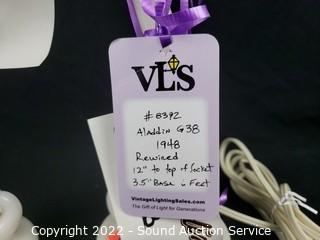 VLS
#8392
Aladdin G38
1948
Rewired
12" to top of Socket
3.5" Base & Feet
VintageLightingSales.com
The Gift of Light for Generations
Copyright 2022 - Sound Auction Service